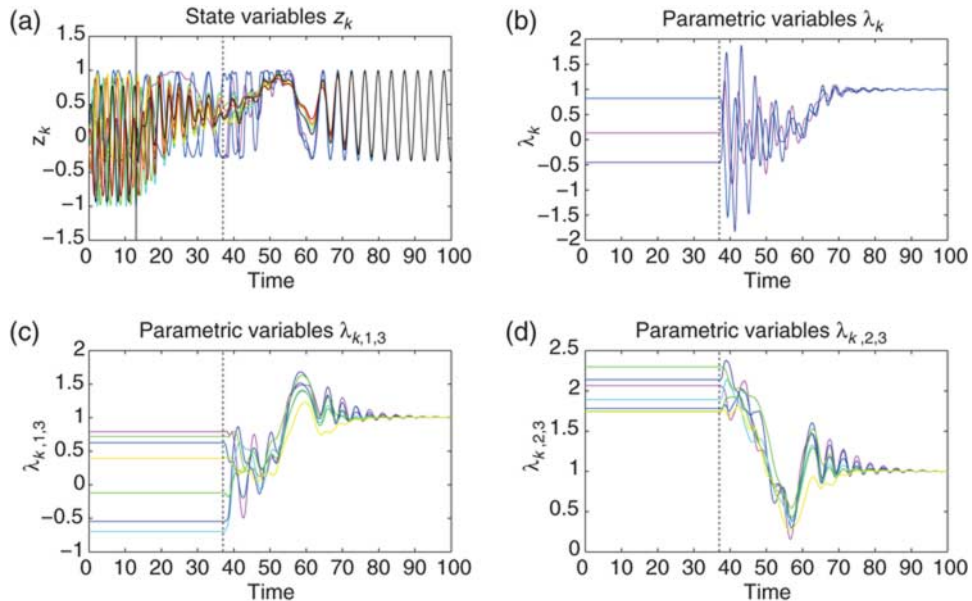 (a)
State variables z_k
1.5
1
0.5
0
−0.5
−1
−1.5
z_k
0 10 20 30 40 50 60 70 80 90 100
Time
(b)
Parametric variables λ_k
2
1.5
1
0.5
0
−0.5
−1
−1.5
−2
λ_k
0 10 20 30 40 50 60 70 80 90 100
Time
(c)
Parametric variables λ_k,1,3
2
1.5
1
0.5
0
−0.5
−1
λ_k,1,3
0 10 20 30 40 50 60 70 80 90 100
Time
(d)
Parametric variables λ_k,2,3
2.5
2
1.5
1
0.5
0
λ_k,2,3
0 10 20 30 40 50 60 70 80 90 100
Time